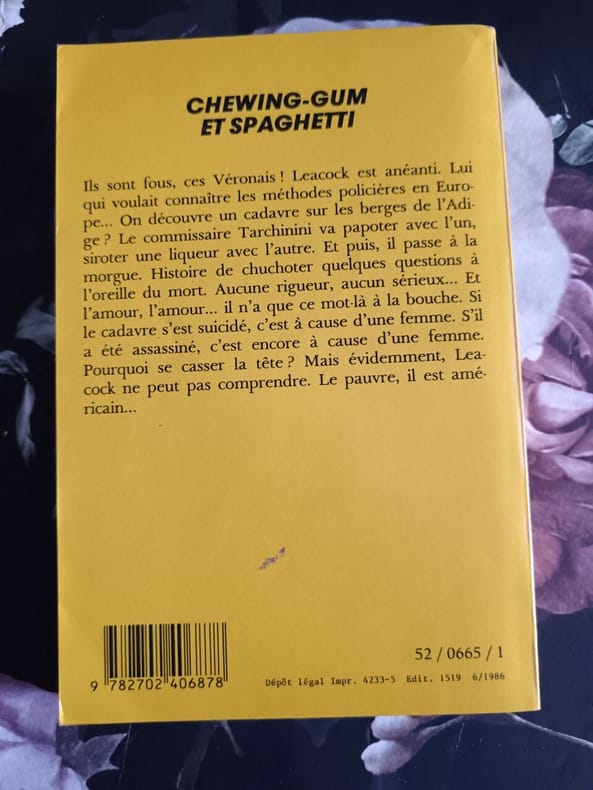 CHEWING-GUM
ET SPAGHETTI
Ils sont fous, ces Véronais ! Leacock est anéanti. Lui
qui voulait connaître les méthodes policières en Euro-
pe... On découvre un cadavre sur les berges de l'Adi-
ge ? Le commissaire Tarchinini va papoter avec l'un,
siroter une liqueur avec l'autre. Et puis, il passe à la
morgue. Histoire de chuchoter quelques questions à
l'oreille du mort. Aucune rigueur, aucun sérieux... Et
l'amour, l'amour... il n'a que ce mot-là à la bouche. Si
le cadavre s'est suicidé, c'est à cause d'une femme. S'il
a été assassiné, c'est encore à cause d'une femme.
Pourquoi se casser la tête ? Mais évidemment, Lea-
cock ne peut pas comprendre. Le pauvre, il est amé-
ricain...
52 / 0665 / 1
9 782702 406878
Dépôt légal Impr. 4233-5 Edit. 1519 6/1986